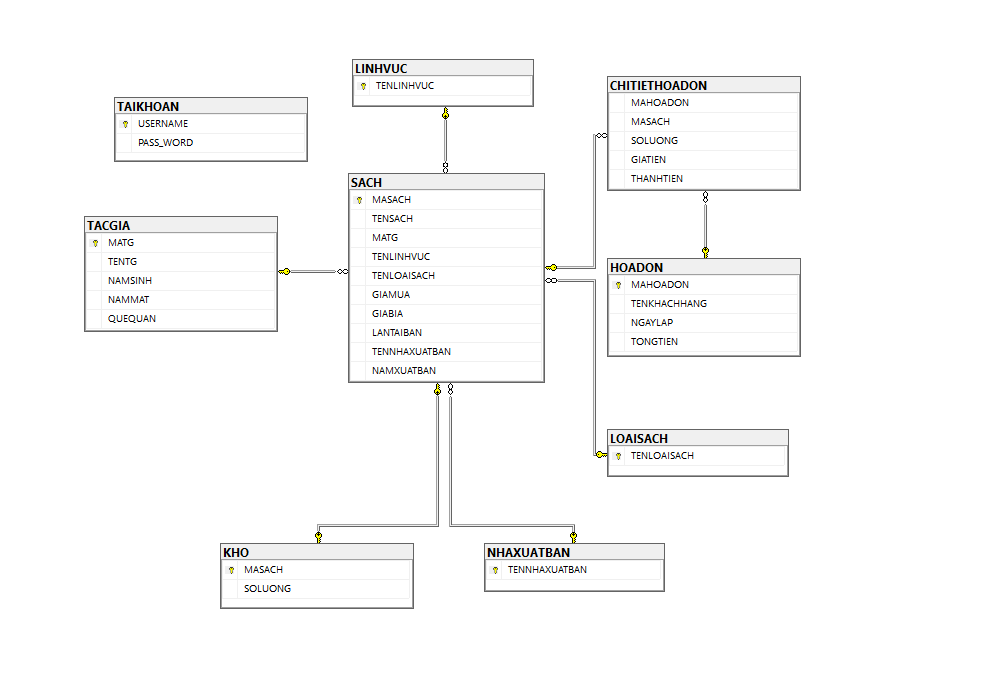 LINHVUC
TENLINHVUC
TAIKHOAN
USERNAME
PASS_WORD
CHITIETHOADON
MAHOADON
MASACH
SOLUONG
GIATIEN
THANHTIEN
SACH
MASACH
TENSACH
MATG
TENLINHVUC
TENLOAISACH
GIAMUA
GIABIA
LANTAIBAN
TENNHAXUATBAN
NAMXUATBAN
TACGIA
MATG
TENTG
NAMSINH
NAMMAT
QUEQUAN
HOADON
MAHOADON
TENKHACHHANG
NGAYLAP
TONGTIEN
LOAISACH
TENLOAISACH
KHO
MASACH
SOLUONG
NHAXUATBAN
TENNHAXUATBAN